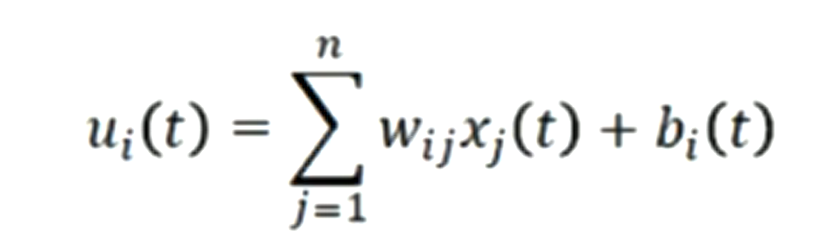 u_i(t) = \sum_{j=1}^{n} w_{ij}x_j(t) + b_i(t)